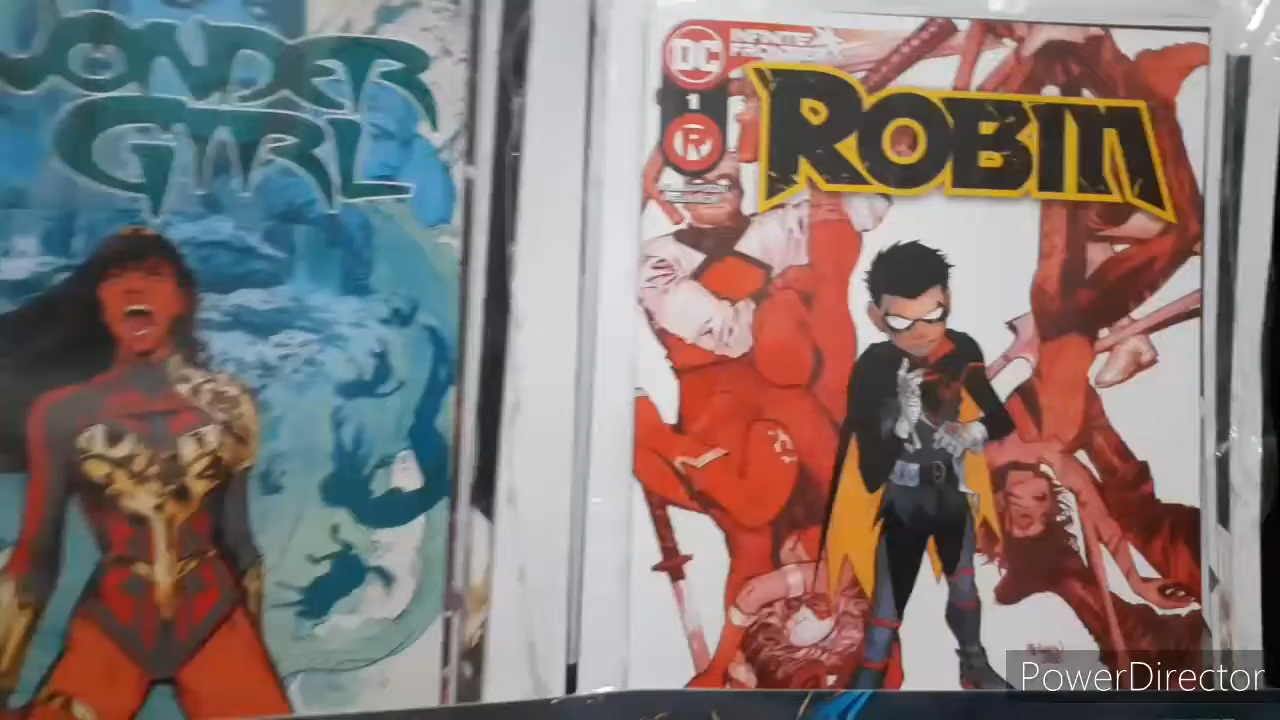 WONDER
GIRL
DC
INFINITE
FRONTIER
1
R
ROBIN
PowerDirector